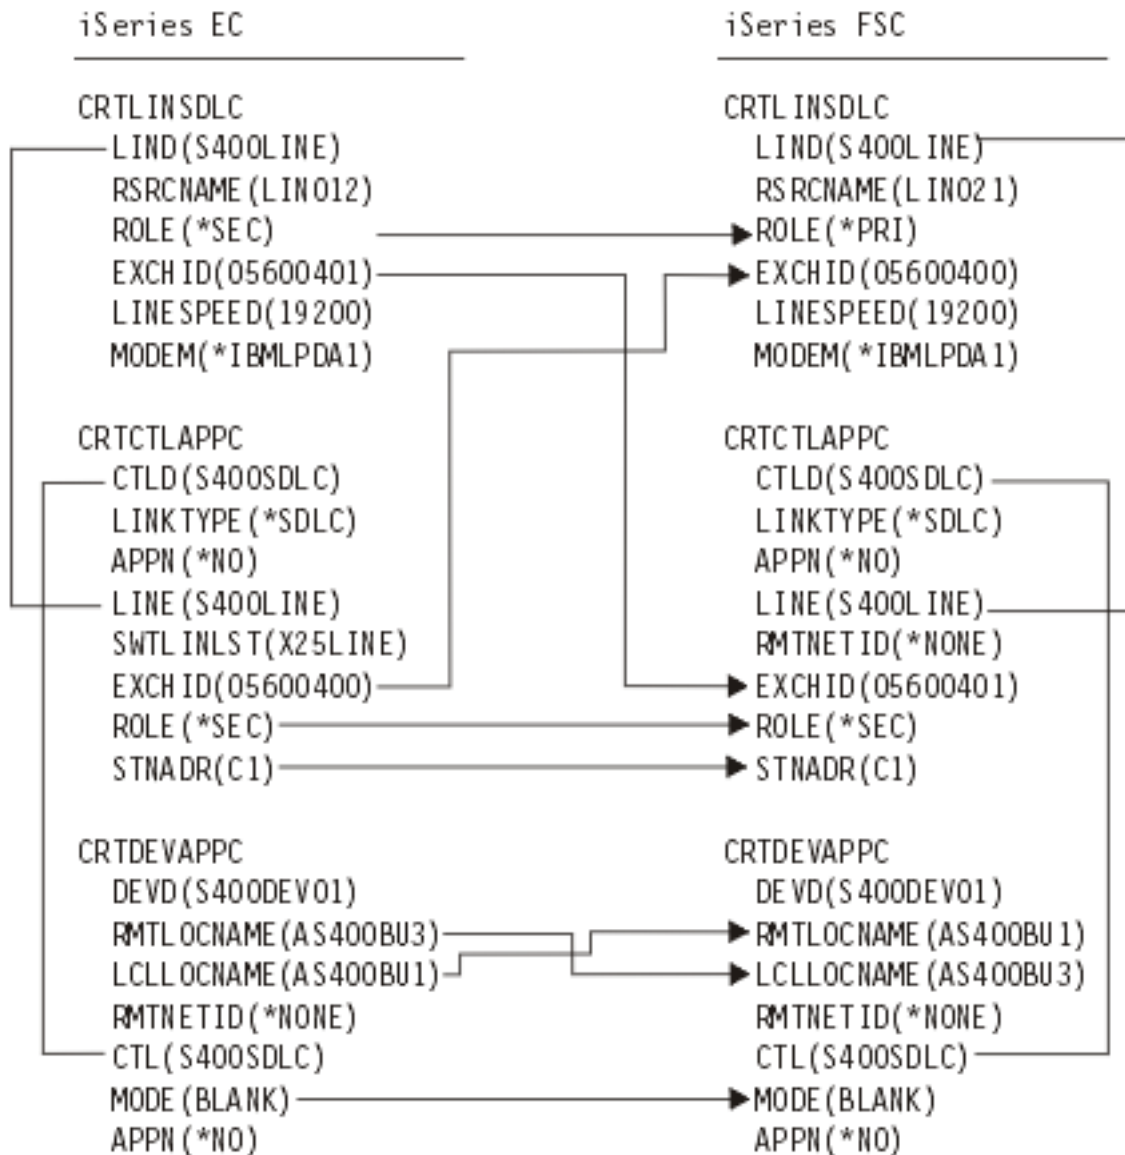 iSeries EC
CRTLINSDLC
LIND(S400LINE)
RSRCNAME(LIN012)
ROLE(*SEC)
EXCHID(05600401)
LINESPEED(19200)
MODEM(*IBMLPDA1)
CRTCTLAPPC
CTLD(S400SDLC)
LINKTYPE(*SDLC)
APPN(*NO)
LINE(S400LINE)
SWTLINLST(X25LINE)
EXCHID(05600400)
ROLE(*SEC)
STNADR(C1)
CRTDEVAPPC
DEVD(S400DEV01)
RMTLOCNAME(AS400BU3)
LCLLOCNAME(AS400BU1)
RMTNETID(*NONE)
CTL(S400SDLC)
MODE(BLANK)
APPN(*NO)
iSeries FSC
CRTLINSDLC
LIND(S400LINE)
RSRCNAME(LIN021)
ROLE(*PRI)
EXCHID(05600400)
LINESPEED(19200)
MODEM(*IBMLPDA1)
CRTCTLAPPC
CTLD(S400SDLC)
LINKTYPE(*SDLC)
APPN(*NO)
LINE(S400LINE)
RMTNETID(*NONE)
EXCHID(05600401)
ROLE(*SEC)
STNADR(C1)
CRTDEVAPPC
DEVD(S400DEV01)
RMTLOCNAME(AS400BU1)
LCLLOCNAME(AS400BU3)
RMTNETID(*NONE)
CTL(S400SDLC)
MODE(BLANK)
APPN(*NO)